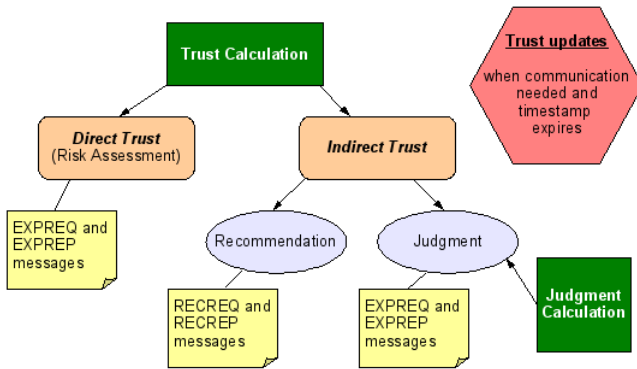 Trust Calculation
Trust updates
when communication
needed and
timestamp
expires
Direct Trust
(Risk Assessment)
Indirect Trust
EXPREQ and
EXPREP
messages
Recommendation
Judgment
RECREQ and
RECREP
messages
EXPREQ and
EXPREP
messages
Judgment
Calculation